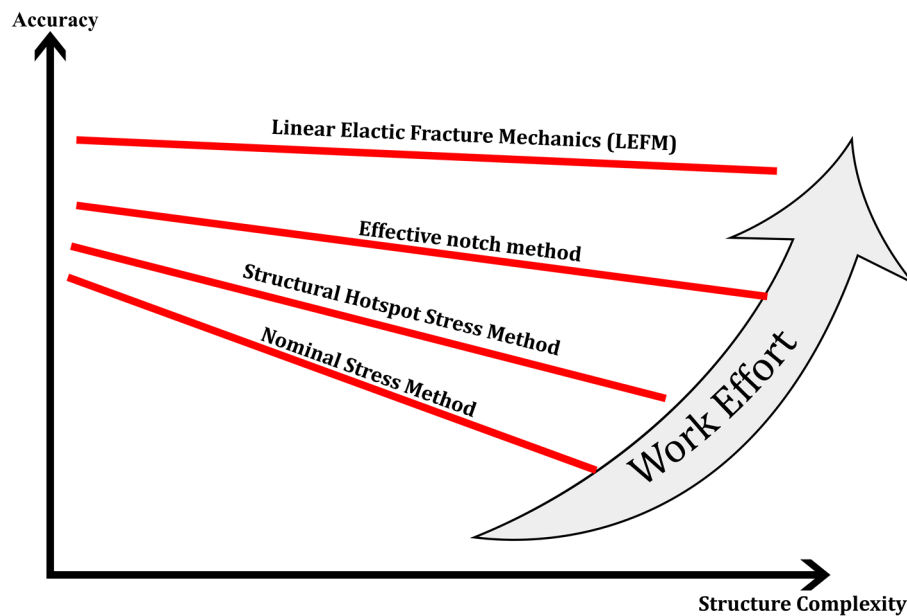 Accuracy
Linear Elactic Fracture Mechanics (LEFM)
Effective notch method
Structural Hotspot Stress Method
Nominal Stress Method
Work Effort
Structure Complexity